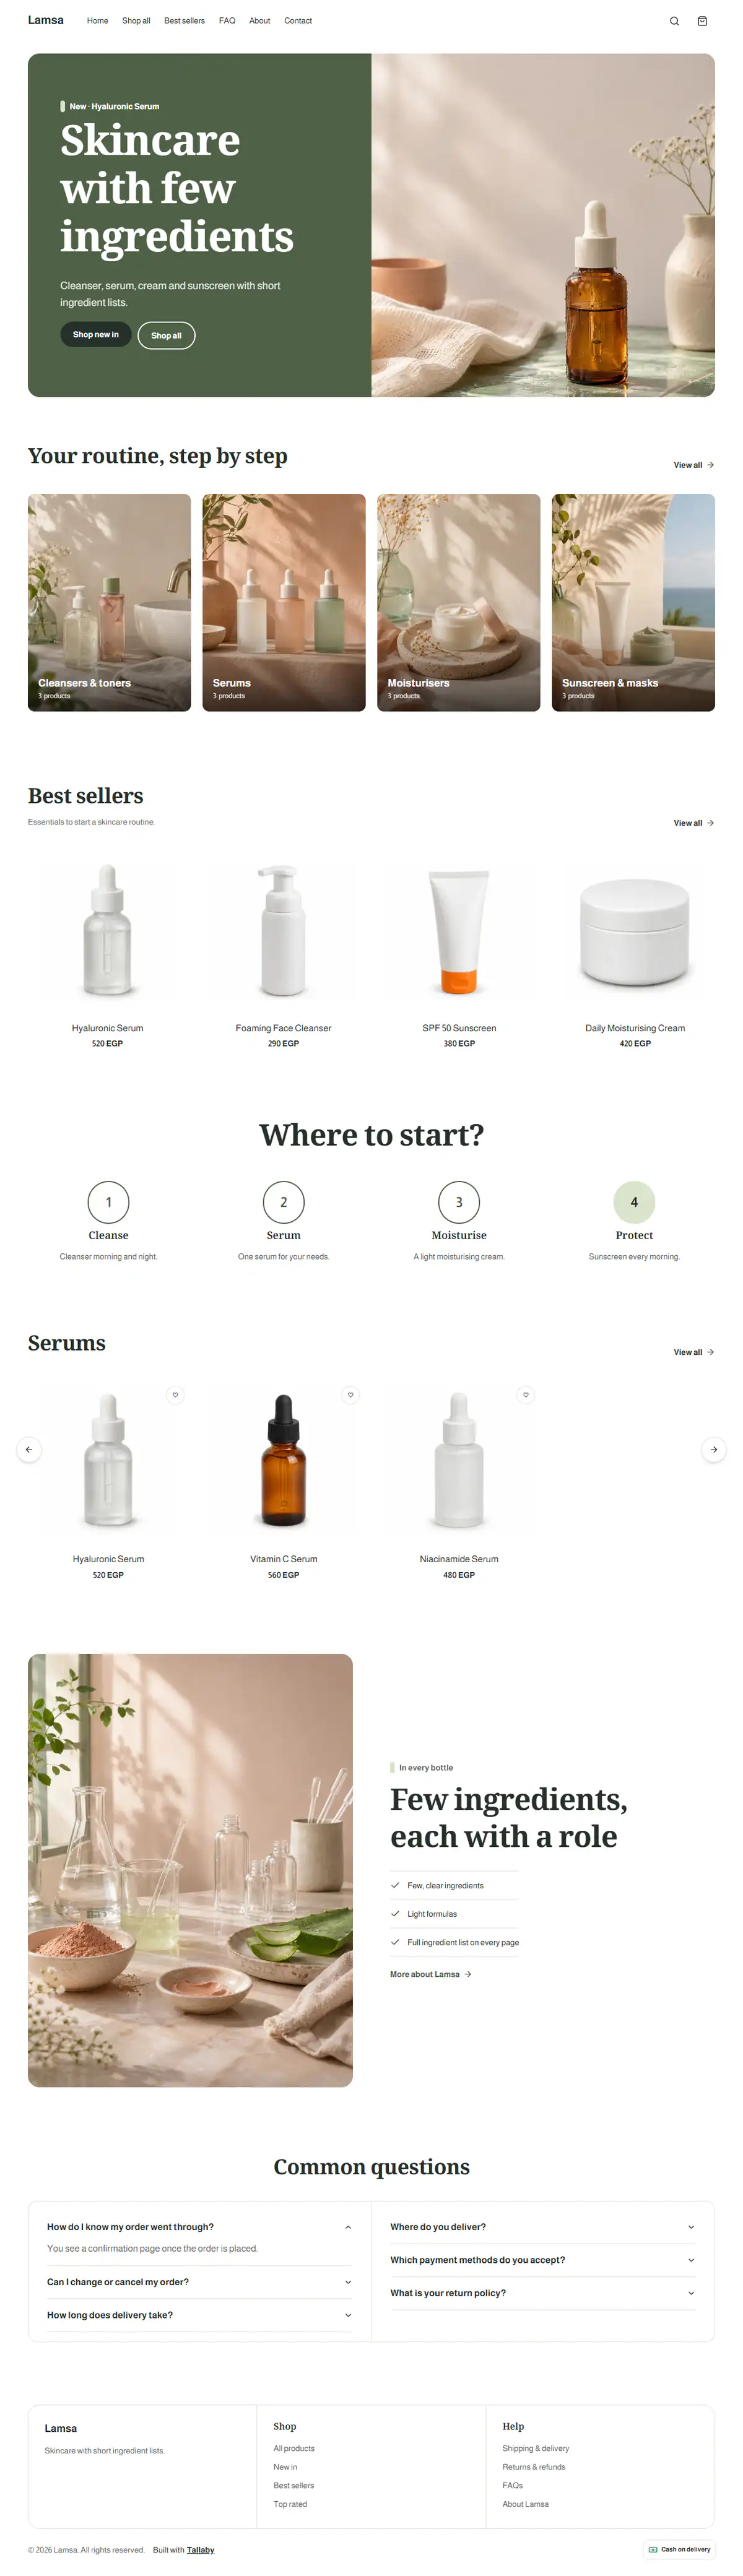 Lamsa
Home
Shop all
Best sellers
FAQ
About
Contact
New · Hyaluronic Serum
Skincare
with few
ingredients
Cleanser, serum, cream and sunscreen with short
ingredient lists.
Shop new in
Shop all
Your routine, step by step
View all
Cleansers & toners
3 products
Serums
3 products
Moisturisers
3 products
Sunscreen & masks
3 products
Best sellers
Essentials to start a skincare routine.
View all
Hyaluronic Serum
520 EGP
Foaming Face Cleanser
290 EGP
SPF 50 Sunscreen
380 EGP
Daily Moisturising Cream
420 EGP
Where to start?
1
Cleanse
Cleanser morning and night.
2
Serum
One serum for your needs.
3
Moisturise
A light moisturising cream.
4
Protect
Sunscreen every morning.
Serums
View all
Hyaluronic Serum
520 EGP
Vitamin C Serum
560 EGP
Niacinamide Serum
480 EGP
In every bottle
Few ingredients,
each with a role
Few, clear ingredients
Light formulas
Full ingredient list on every page
More about Lamsa
Common questions
How do I know my order went through?
You see a confirmation page once the order is placed.
Can I change or cancel my order?
How long does delivery take?
Where do you deliver?
Which payment methods do you accept?
What is your return policy?
Lamsa
Skincare with short ingredient lists.
Shop
All products
New in
Best sellers
Top rated
Help
Shipping & delivery
Returns & refunds
FAQs
About Lamsa
© 2026 Lamsa. All rights reserved.
Built with Tallaby
Cash on delivery